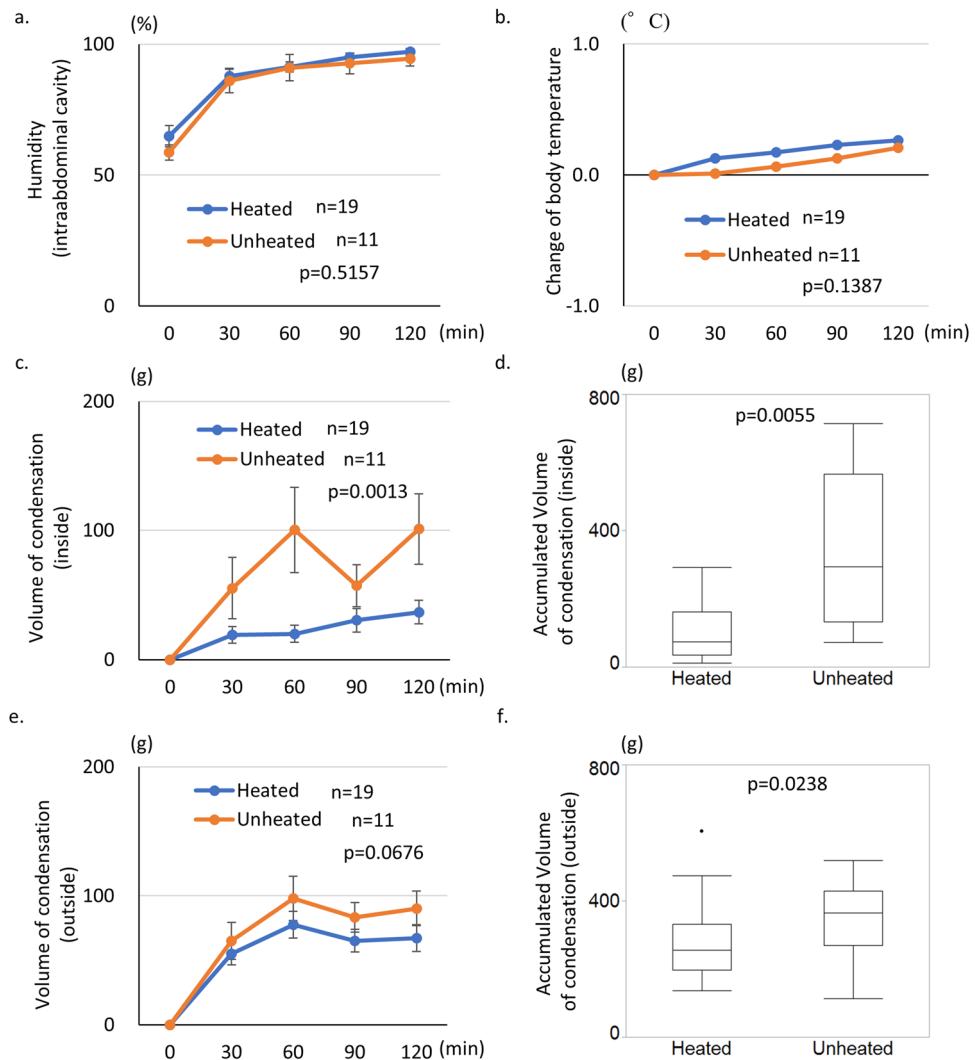 a.
(%)
Humidity
(intraabdominal cavity)
100
50
0
Heated n=19
Unheated n=11
p=0.5157
0 30 60 90 120 (min)
b.
(° C)
Change of body temperature
1.0
0.0
-1.0
Heated n=19
Unheated n=11
p=0.1387
0 30 60 90 120 (min)
c.
(g)
Volume of condensation
(inside)
200
100
0
Heated n=19
Unheated n=11
p=0.0013
0 30 60 90 120 (min)
d.
(g)
Accumulated Volume
of condensation (inside)
800
400
0
p=0.0055
Heated Unheated
e.
(g)
Volume of condensation
(outside)
200
100
0
Heated n=19
Unheated n=11
p=0.0676
0 30 60 90 120 (min)
f.
(g)
Accumulated Volume
of condensation (outside)
800
400
0
p=0.0238
Heated Unheated